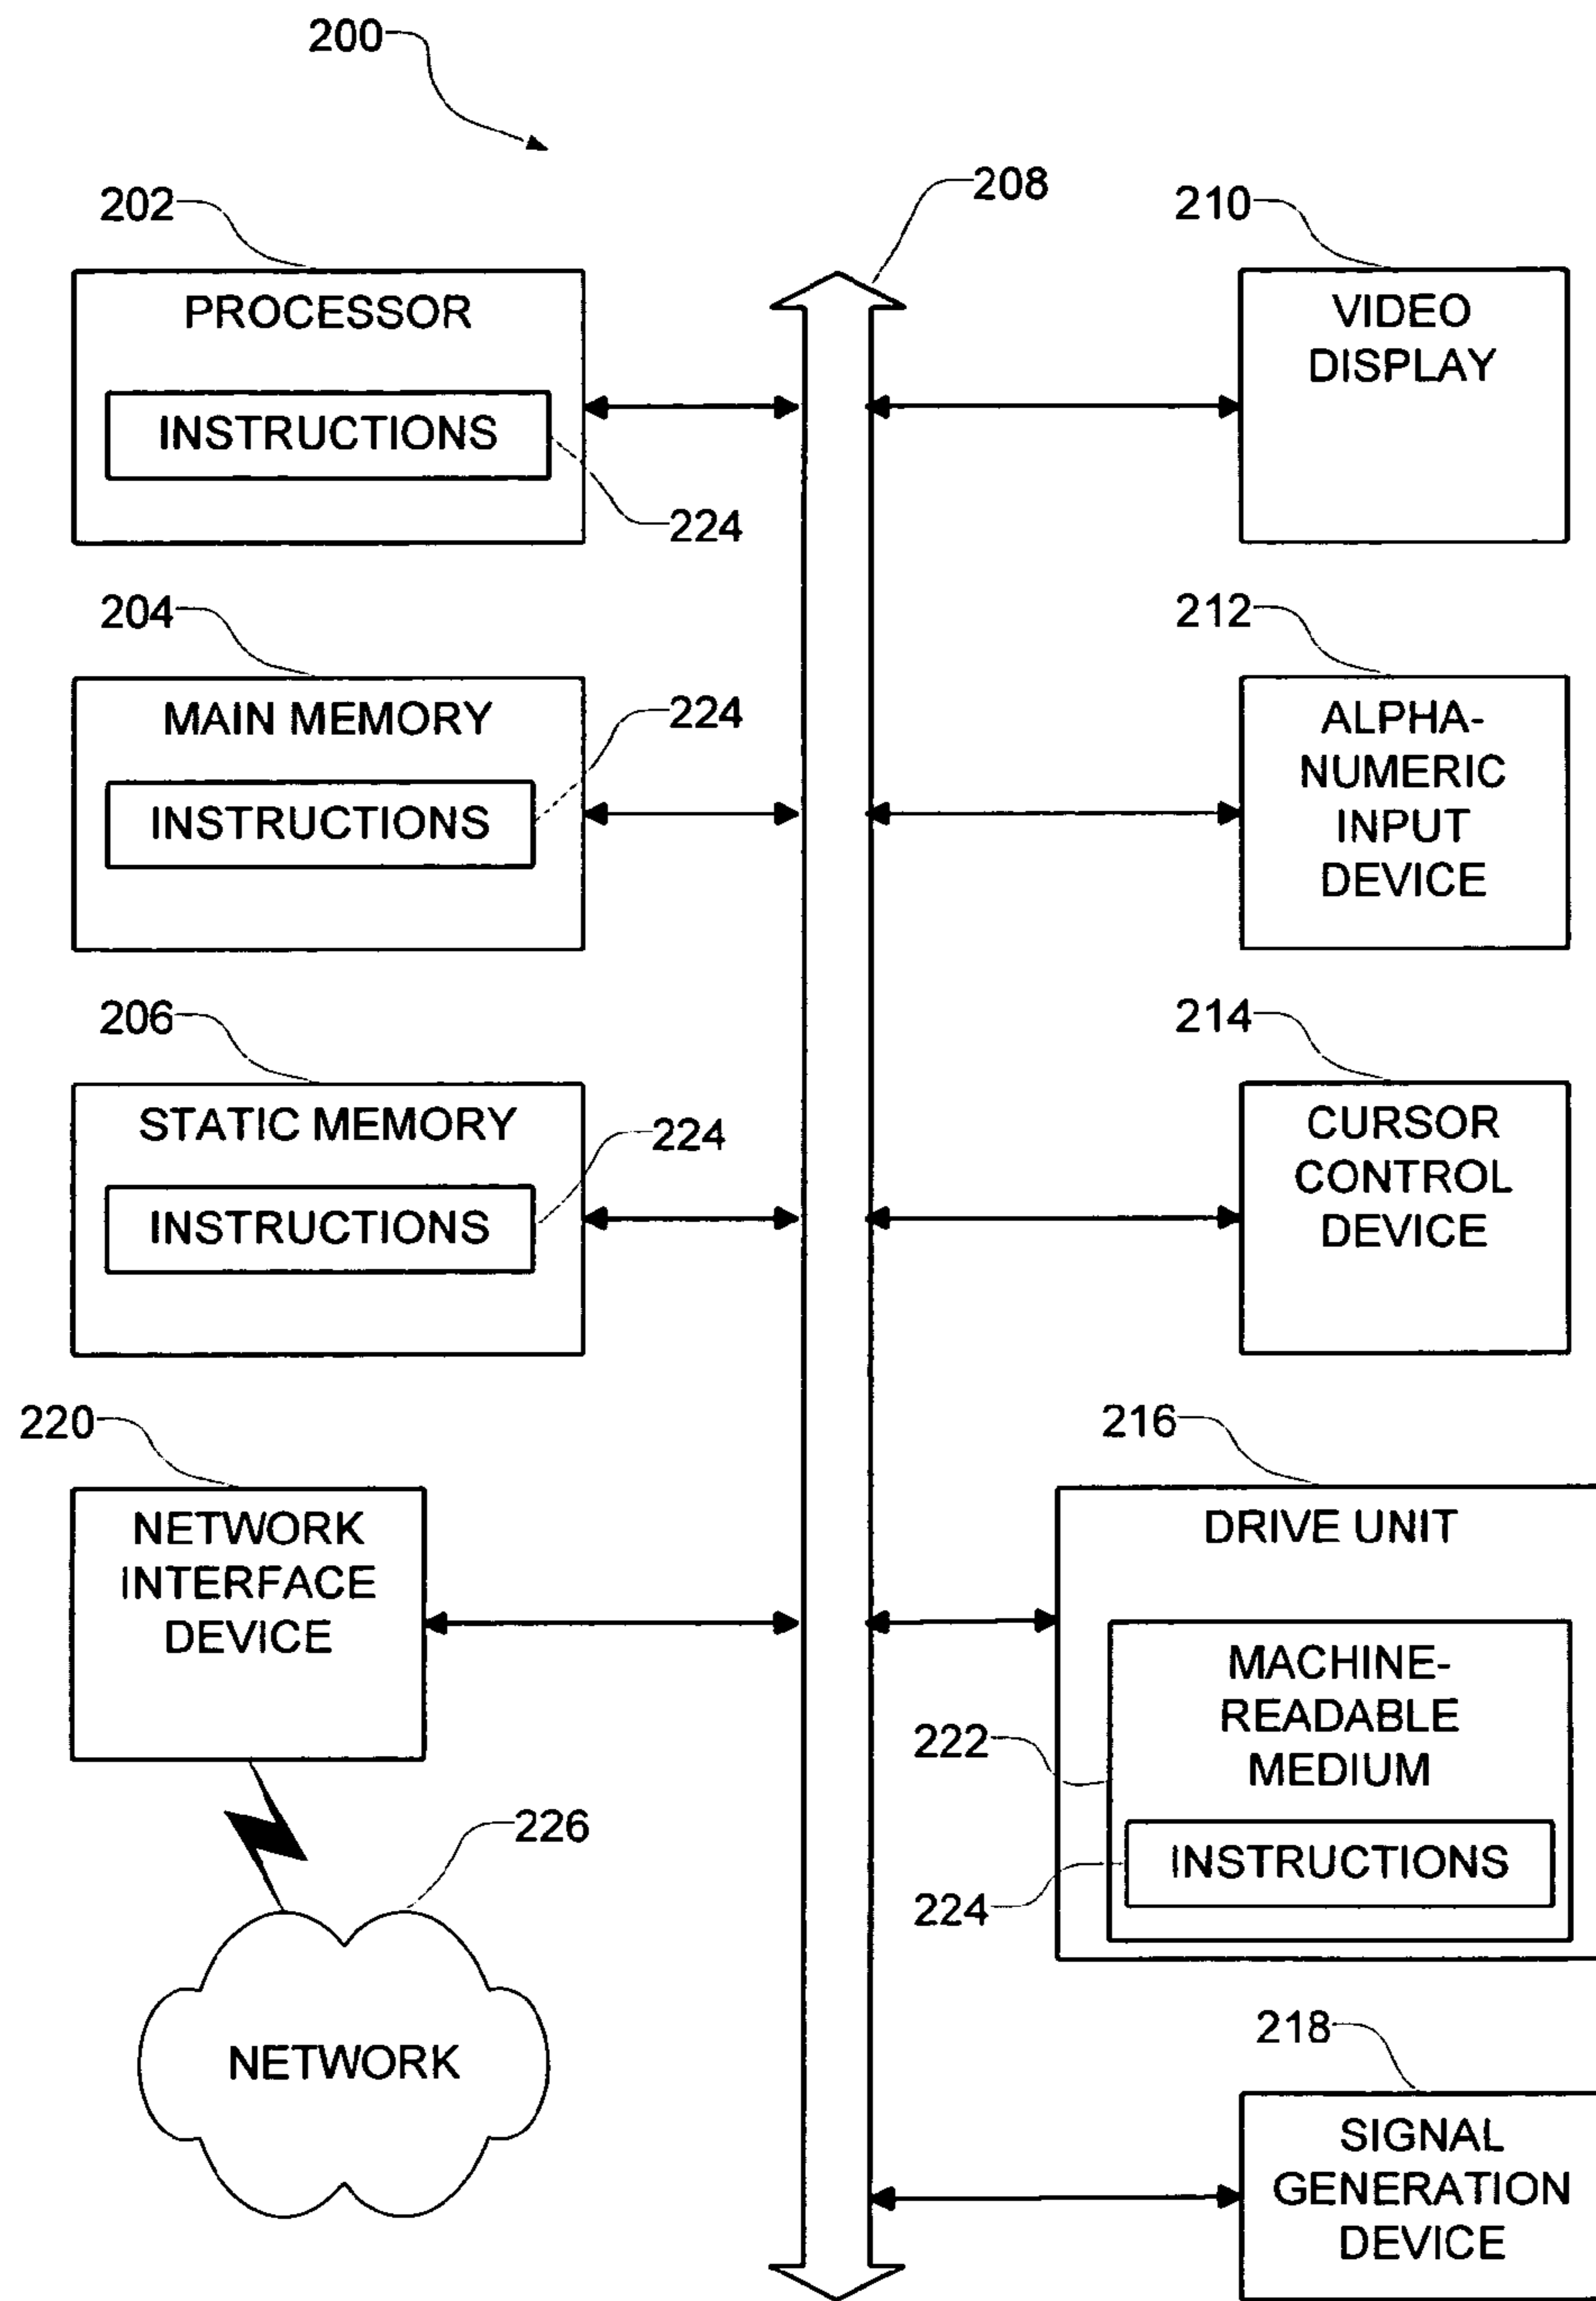 200
202
PROCESSOR
INSTRUCTIONS
224
204
MAIN MEMORY
224
INSTRUCTIONS
206
STATIC MEMORY
224
INSTRUCTIONS
220
NETWORK
INTERFACE
DEVICE
226
NETWORK
208
210
VIDEO
DISPLAY
212
ALPHA-
NUMERIC
INPUT
DEVICE
214
CURSOR
CONTROL
DEVICE
216
DRIVE UNIT
MACHINE-
READABLE
MEDIUM
222
INSTRUCTIONS
224
218
SIGNAL
GENERATION
DEVICE